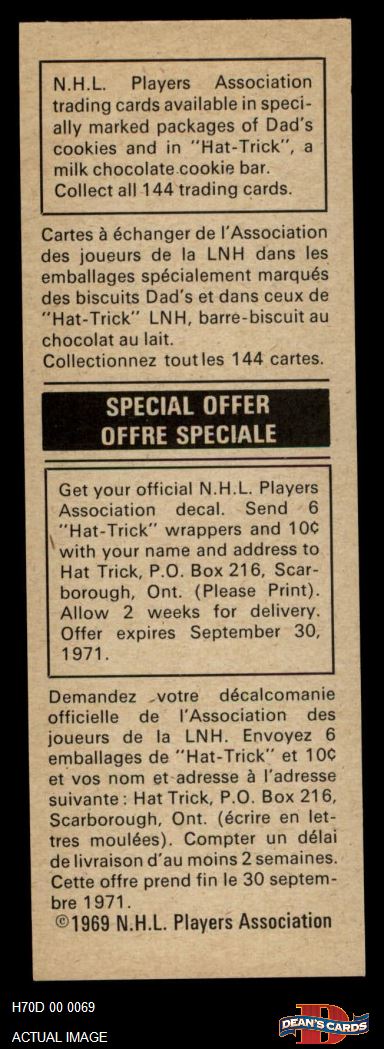 N.H.L. Players Association
trading cards available in speci-
ally marked packages of Dad's
cookies and in "Hat-Trick", a
milk chocolate cookie bar.
Collect all 144 trading cards.
Cartes à échanger de l'Association
des joueurs de la LNH dans les
emballages spécialement marqués
des biscuits Dad's et dans ceux de
"Hat-Trick" LNH, barre-biscuit au
chocolat au lait.
Collectionnez tout les 144 cartes.
SPECIAL OFFER
OFFRE SPECIALE
Get your official N.H.L. Players
Association decal. Send 6
"Hat-Trick" wrappers and 10¢
with your name and address to
Hat Trick, P.O. Box 216, Scar-
borough, Ont. (Please Print).
Allow 2 weeks for delivery.
Offer expires September 30,
1971.
Demandez votre décalcomanie
officielle de l'Association des
joueurs de la LNH. Envoyez 6
emballages de "Hat-Trick" et 10¢
et vos nom et adresse à l'adresse
suivante: Hat Trick, P.O. Box 216,
Scarborough, Ont. (écrire en let-
tres moulées). Compter un délai
de livraison d'au moins 2 semaines.
Cette offre prend fin le 30 septem-
bre 1971.
©1969 N.H.L. Players Association
H70D 00 0069
ACTUAL IMAGE
D
DEAN'S CARDS